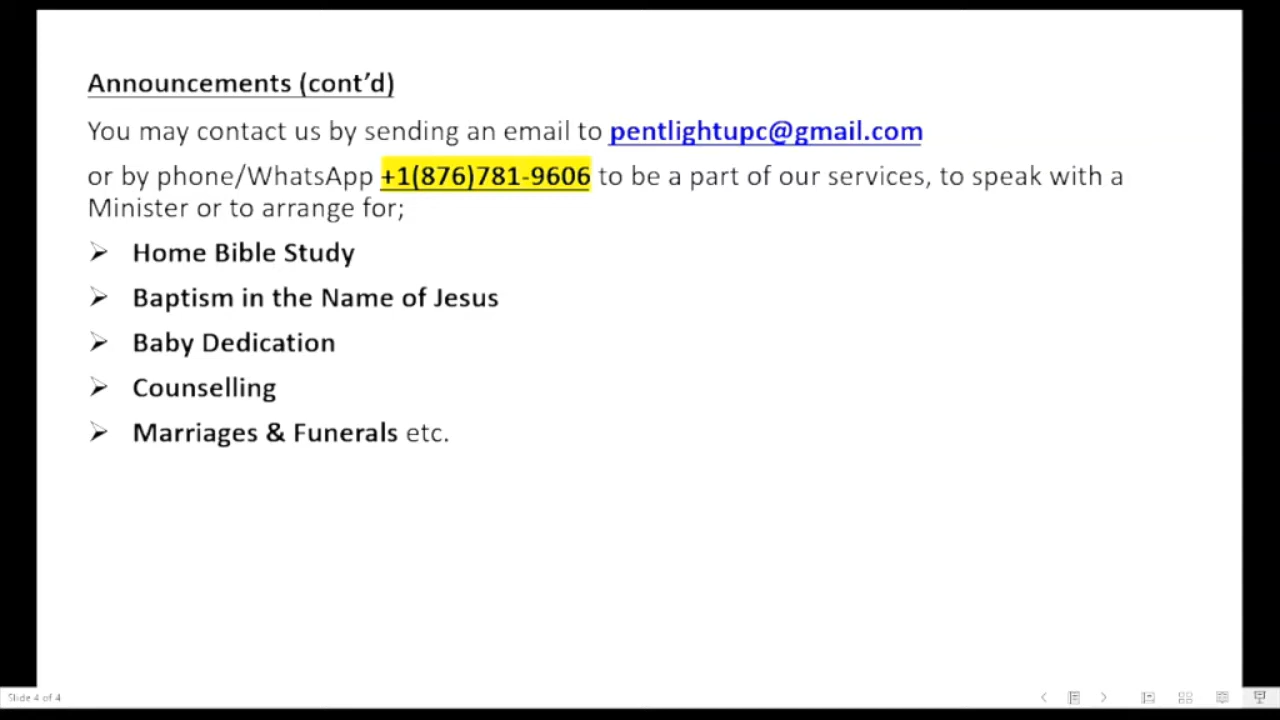 Announcements (cont’d)
You may contact us by sending an email to pentlightupc@gmail.com
or by phone/WhatsApp +1(876)781-9606 to be a part of our services, to speak with a
Minister or to arrange for;
➢ Home Bible Study
➢ Baptism in the Name of Jesus
➢ Baby Dedication
➢ Counselling
➢ Marriages & Funerals etc.
Slide 4 of 4